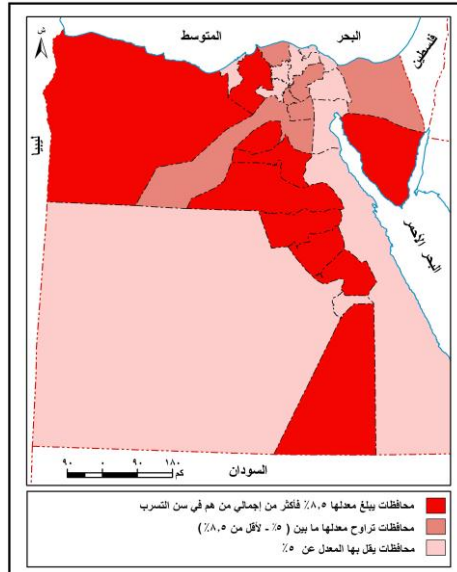 ش
البحر
المتوسط
فلسطين
ليبيا
البحر الأحمر
٩٠ ٠ ٩٠ ١٨٠
كم
السودان
محافظات يبلغ معدلها ٨,٥٪ فأكثر من إجمالي من هم في سن التسرب
محافظات تراوح معدلها ما بين ( ٥٪ - لأقل من ٨,٥٪ )
محافظات يقل بها المعدل عن ٥٪